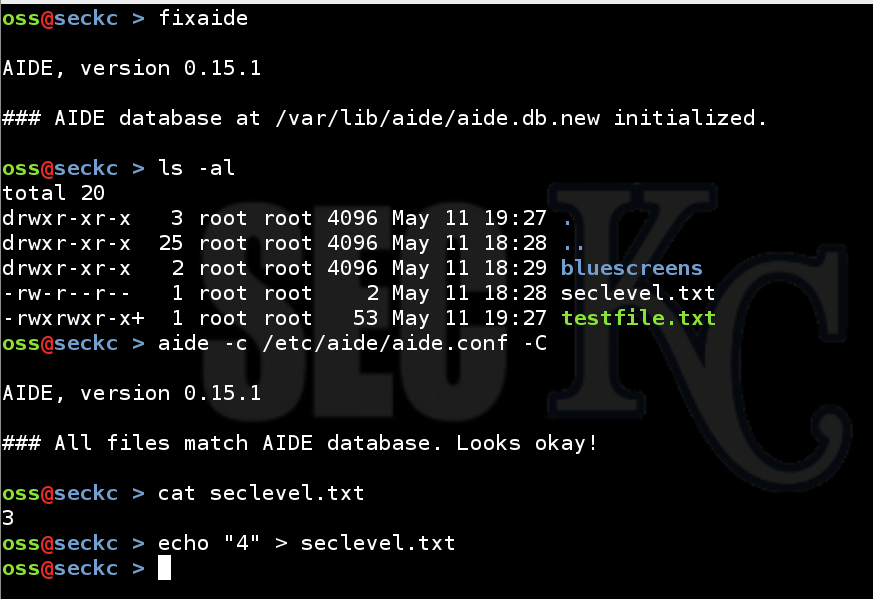 oss@seckc > fixaide
AIDE, version 0.15.1
### AIDE database at /var/lib/aide/aide.db.new initialized.
oss@seckc > ls -al
total 20
drwxr-xr-x   3 root root 4096 May 11 19:27 .
drwxr-xr-x  25 root root 4096 May 11 18:28 ..
drwxr-xr-x   2 root root 4096 May 11 18:29 bluescreens
-rw-r--r--   1 root root    2 May 11 18:28 seclevel.txt
-rwxrwxr-x+  1 root root   53 May 11 19:27 testfile.txt
oss@seckc > aide -c /etc/aide/aide.conf -C
AIDE, version 0.15.1
### All files match AIDE database. Looks okay!
oss@seckc > cat seclevel.txt
3
oss@seckc > echo "4" > seclevel.txt
oss@seckc >
SEC KC